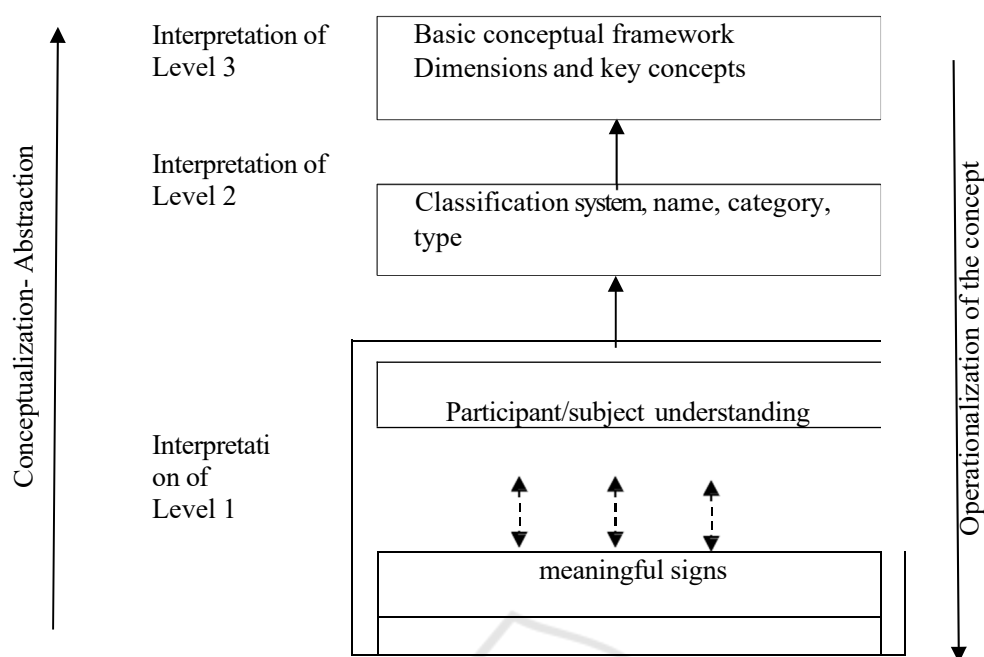 Interpretation of
Level 3
Basic conceptual framework
Dimensions and key concepts
Interpretation of
Level 2
Classification system, name, category,
type
Conceptualization- Abstraction
Operationalization of the concept
Participant/subject understanding
Interpretati
on of
Level 1
meaningful signs